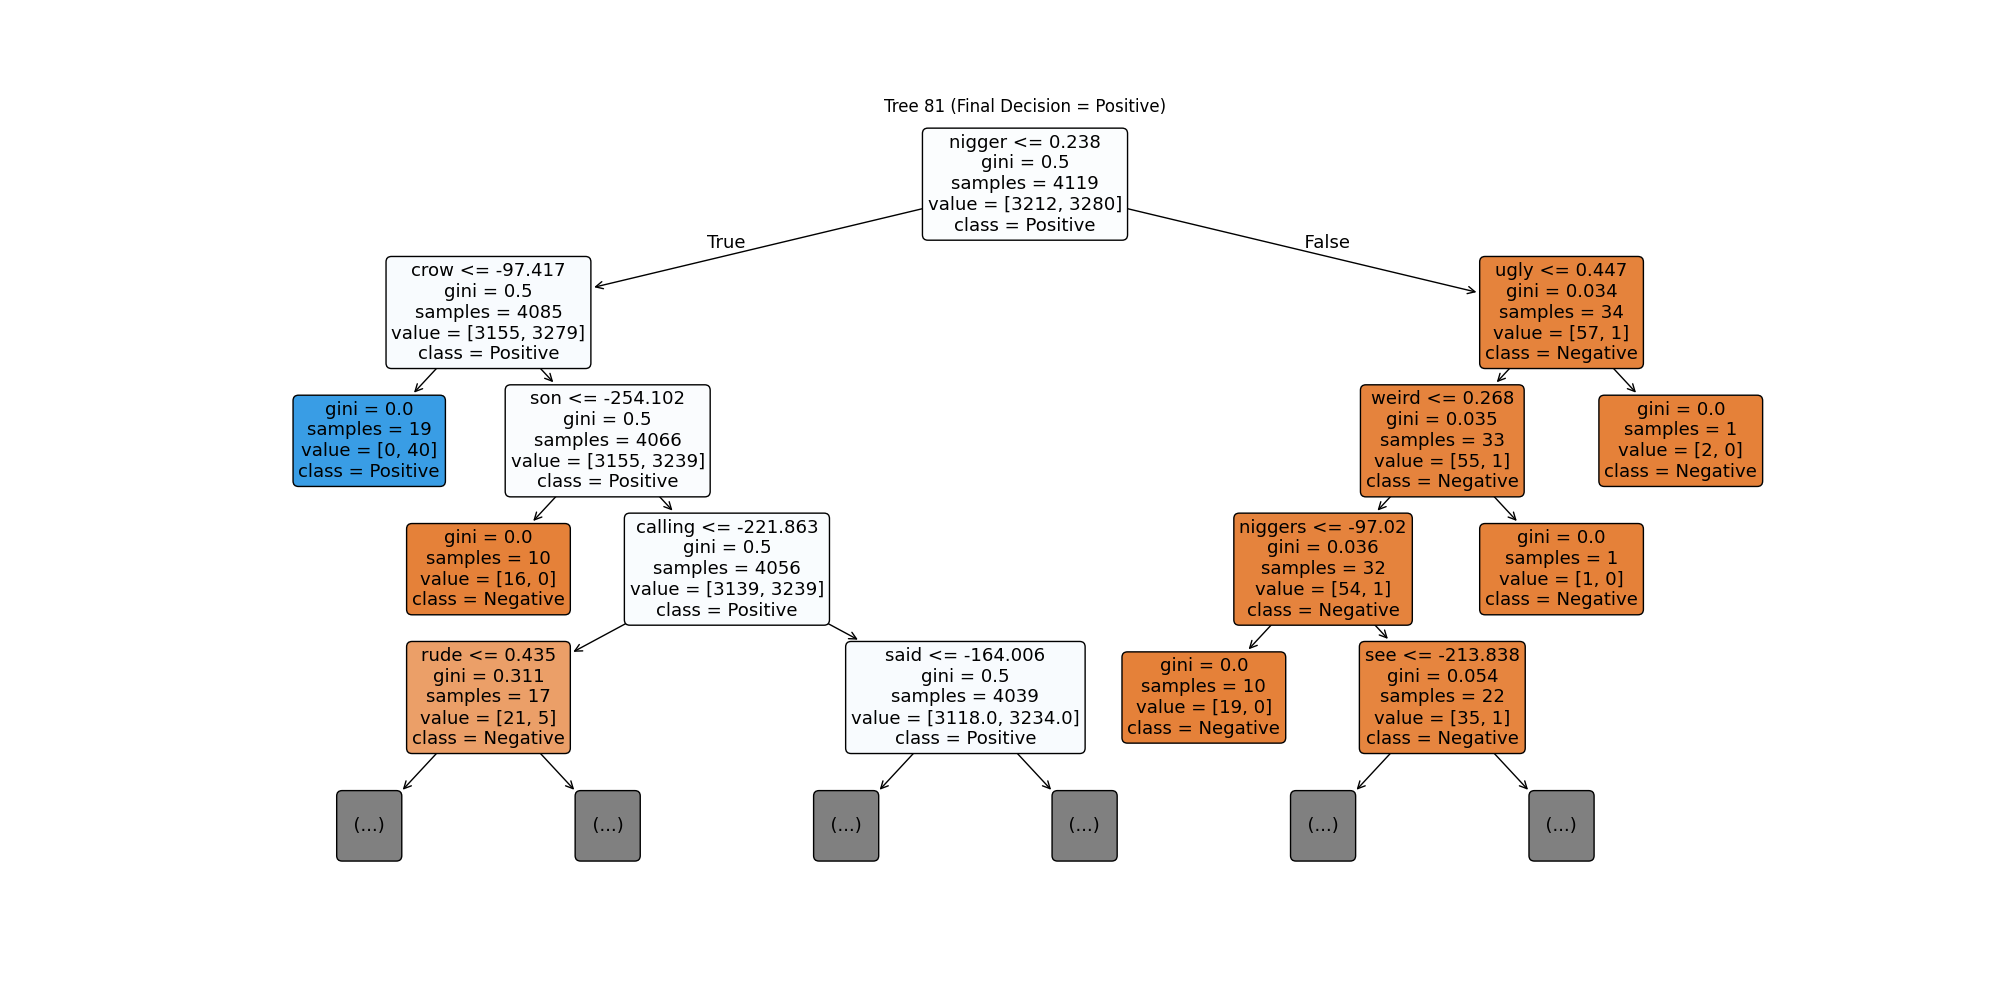 Tree 81 (Final Decision = Positive)
nigger <= 0.238
gini = 0.5
samples = 4119
value = [3212, 3280]
class = Positive
True
False
crow <= -97.417
gini = 0.5
samples = 4085
value = [3155, 3279]
class = Positive
ugly <= 0.447
gini = 0.034
samples = 34
value = [57, 1]
class = Negative
gini = 0.0
samples = 19
value = [0, 40]
class = Positive
son <= -254.102
gini = 0.5
samples = 4066
value = [3155, 3239]
class = Positive
weird <= 0.268
gini = 0.035
samples = 33
value = [55, 1]
class = Negative
gini = 0.0
samples = 1
value = [2, 0]
class = Negative
gini = 0.0
samples = 10
value = [16, 0]
class = Negative
calling <= -221.863
gini = 0.5
samples = 4056
value = [3139, 3239]
class = Positive
niggers <= -97.02
gini = 0.036
samples = 32
value = [54, 1]
class = Negative
gini = 0.0
samples = 1
value = [1, 0]
class = Negative
rude <= 0.435
gini = 0.311
samples = 17
value = [21, 5]
class = Negative
said <= -164.006
gini = 0.5
samples = 4039
value = [3118.0, 3234.0]
class = Positive
gini = 0.0
samples = 10
value = [19, 0]
class = Negative
see <= -213.838
gini = 0.054
samples = 22
value = [35, 1]
class = Negative
(...)
(...)
(...)
(...)
(...)
(...)